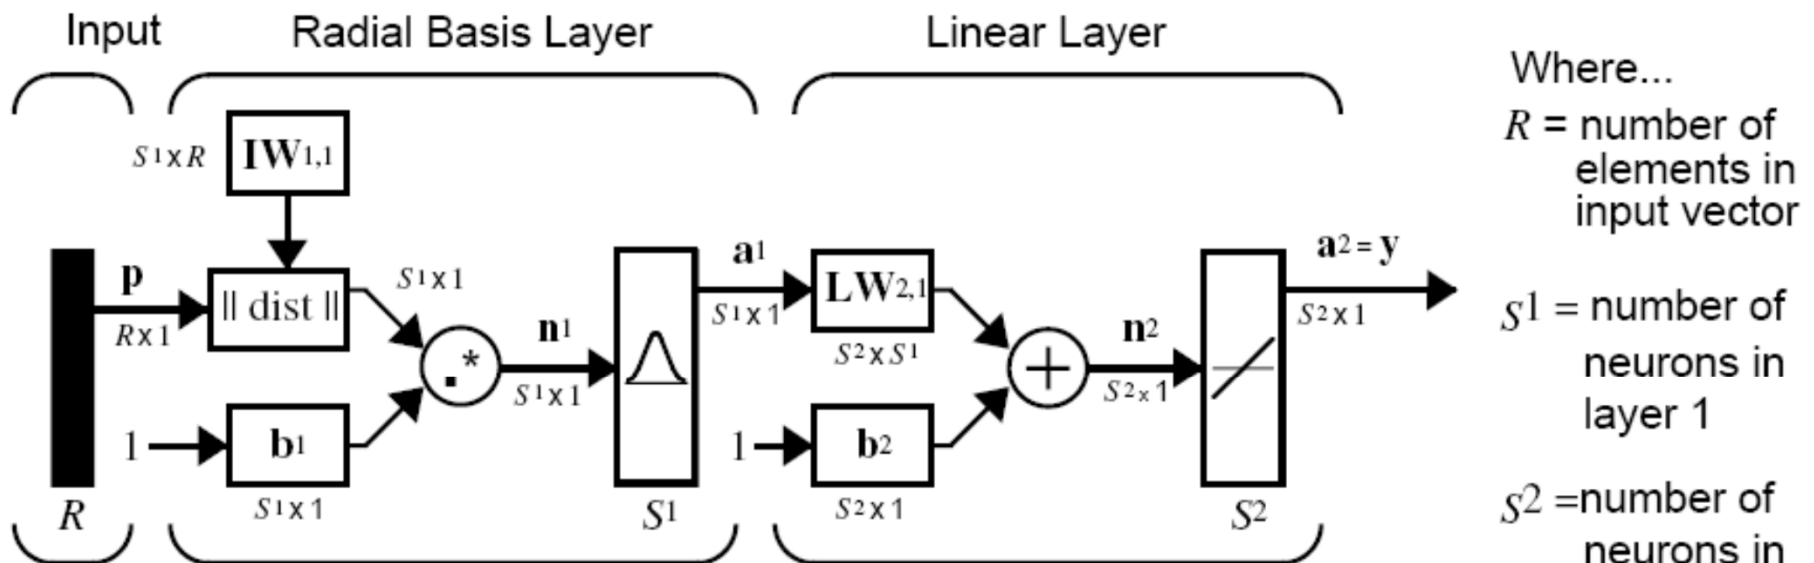 Input
Radial Basis Layer
Linear Layer
Where...
R = number of
elements in
input vector
S1 = number of
neurons in
layer 1
S2 =number of
neurons in
S1xR
IW1,1
p
Rx1
|| dist ||
S1x1
1
b1
S1x1
.*
n1
S1x1
a1
S1x1
LW2,1
S2xS1
1
b2
S2x1
+
n2
S2x1
a2 = y
S2x1
R
S1
S2